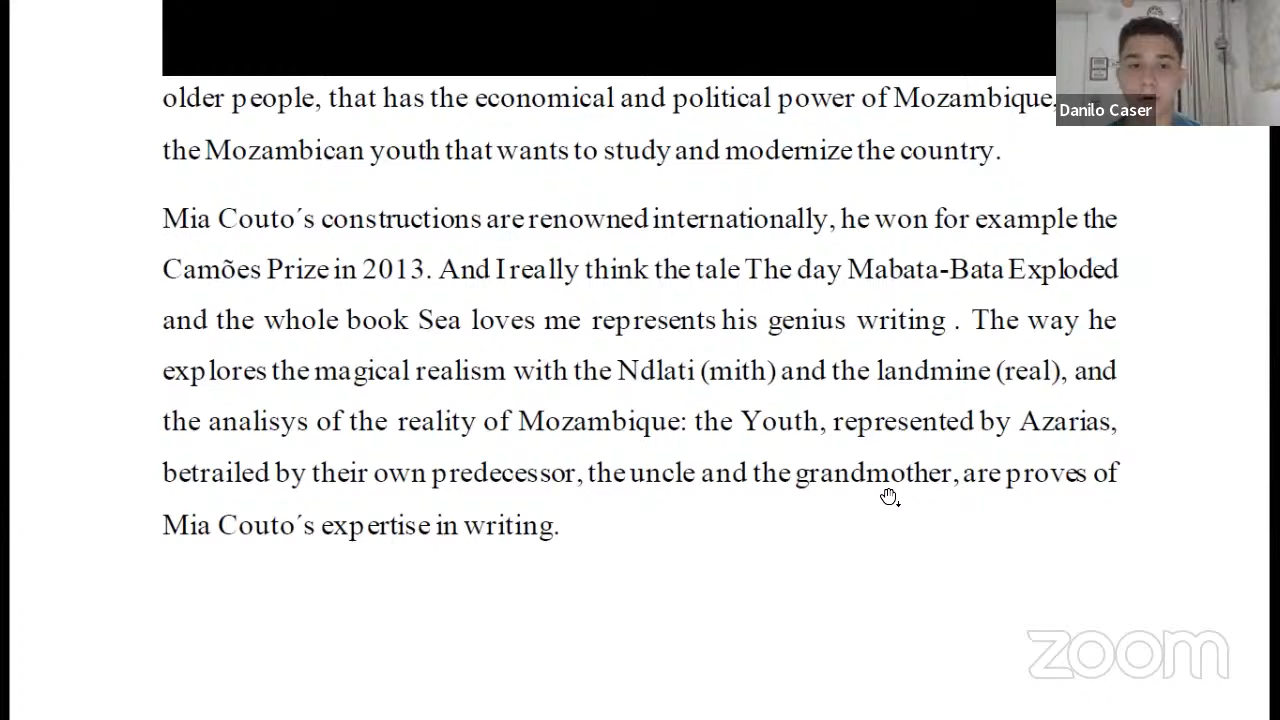 older people, that has the economical and political power of Mozambique,
Danilo Caser
the Mozambican youth that wants to study and modernize the country.
Mia Couto´s constructions are renowned internationally, he won for example the
Camões Prize in 2013. And I really think the tale The day Mabata-Bata Exploded
and the whole book Sea loves me represents his genius writing . The way he
explores the magical realism with the Ndlati (mith) and the landmine (real), and
the analisys of the reality of Mozambique: the Youth, represented by Azarias,
betrailed by their own predecessor, the uncle and the grandmother, are proves of
Mia Couto´s expertise in writing.
zoom